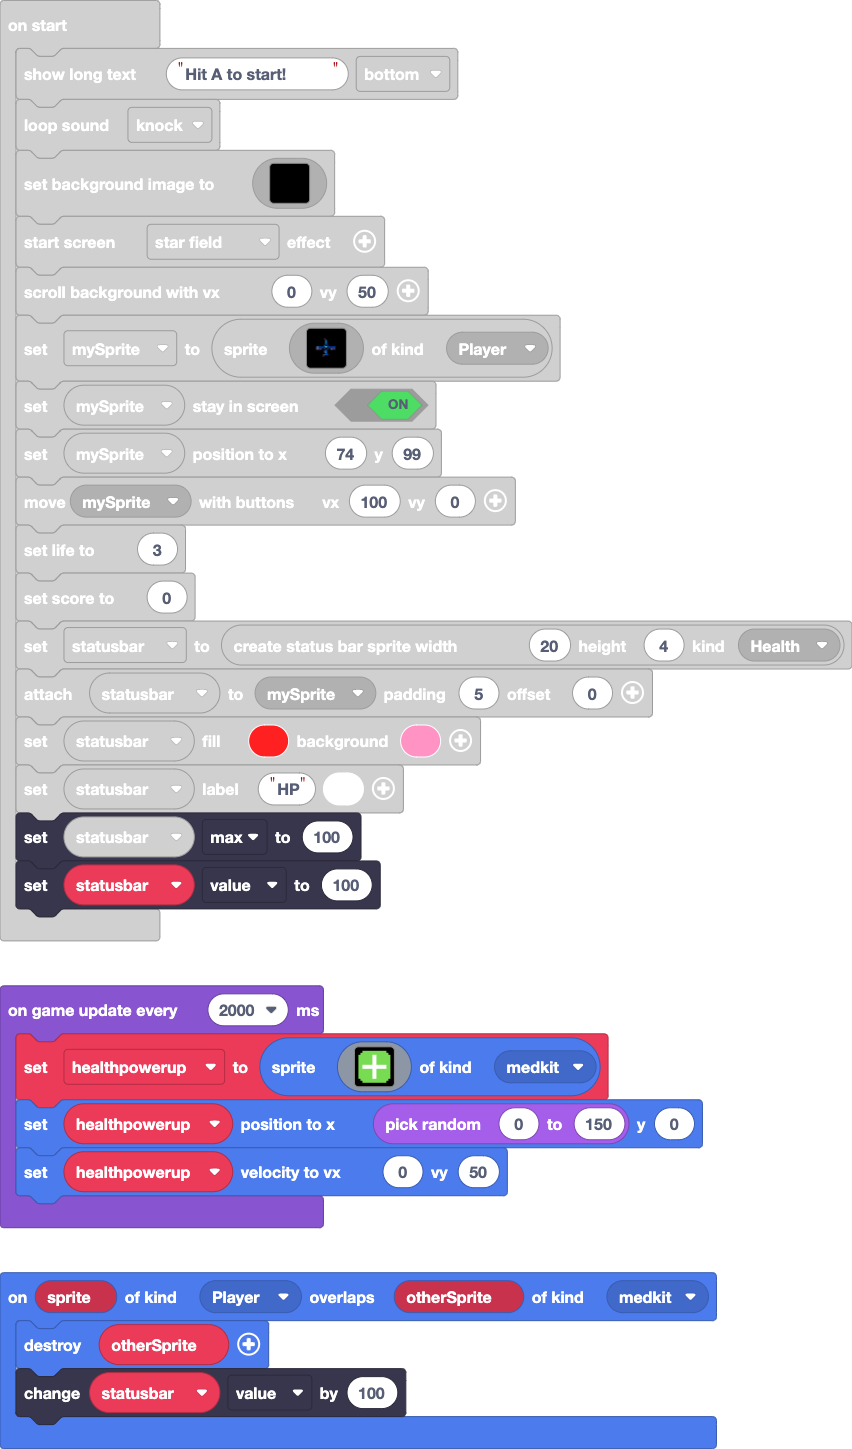 on start
show long text "Hit A to start! " bottom
loop sound knock
set background image to
start screen star field effect
scroll background with vx 0 vy 50
set mySprite to sprite of kind Player
set mySprite stay in screen ON
set mySprite position to x 74 y 99
move mySprite with buttons vx 100 vy 0
set life to 3
set score to 0
set statusbar to create status bar sprite width 20 height 4 kind Health
attach statusbar to mySprite padding 5 offset 0
set statusbar fill background
set statusbar label "HP"
set statusbar max to 100
set statusbar value to 100
on game update every 2000 ms
set healthpowerup to sprite of kind medkit
set healthpowerup position to x pick random 0 to 150 y 0
set healthpowerup velocity to vx 0 vy 50
on sprite of kind Player overlaps otherSprite of kind medkit
destroy otherSprite
change statusbar value by 100